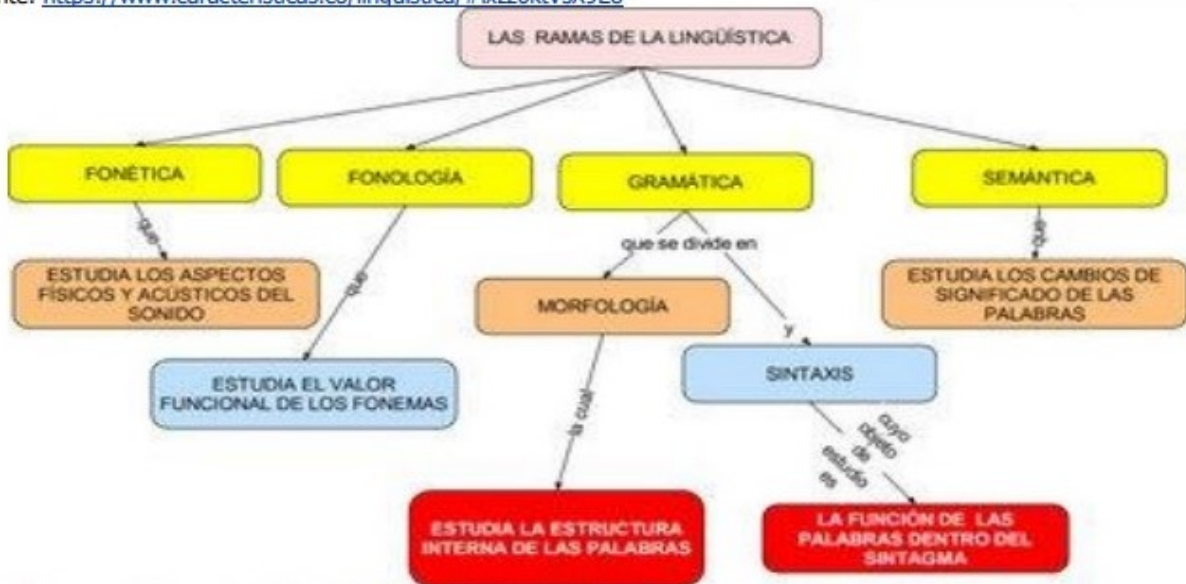 LAS RAMAS DE LA LINGÜÍSTICA
FONÉTICA
FONOLOGÍA
GRAMÁTICA
SEMÁNTICA
que
que
que se divide en
que
ESTUDIA LOS ASPECTOS
FÍSICOS Y ACÚSTICOS DEL
SONIDO
MORFOLOGÍA
ESTUDIA LOS CAMBIOS DE
SIGNIFICADO DE LAS
PALABRAS
y
ESTUDIA EL VALOR
FUNCIONAL DE LOS FONEMAS
SINTAXIS
la cual
cuyo
objeto
de
estudio
es
ESTUDIA LA ESTRUCTURA
INTERNA DE LAS PALABRAS
LA FUNCIÓN DE LAS
PALABRAS DENTRO DEL
SINTAGMA